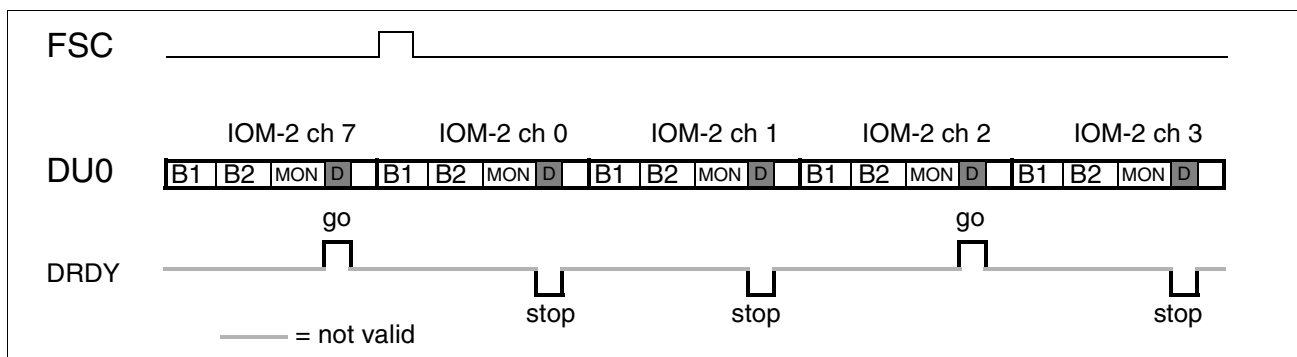 FSC
IOM-2 ch 7 IOM-2 ch 0 IOM-2 ch 1 IOM-2 ch 2 IOM-2 ch 3
DU0 B1 B2 MON D B1 B2 MON D B1 B2 MON D B1 B2 MON D B1 B2 MON D
go go
DRDY
stop stop stop
= not valid